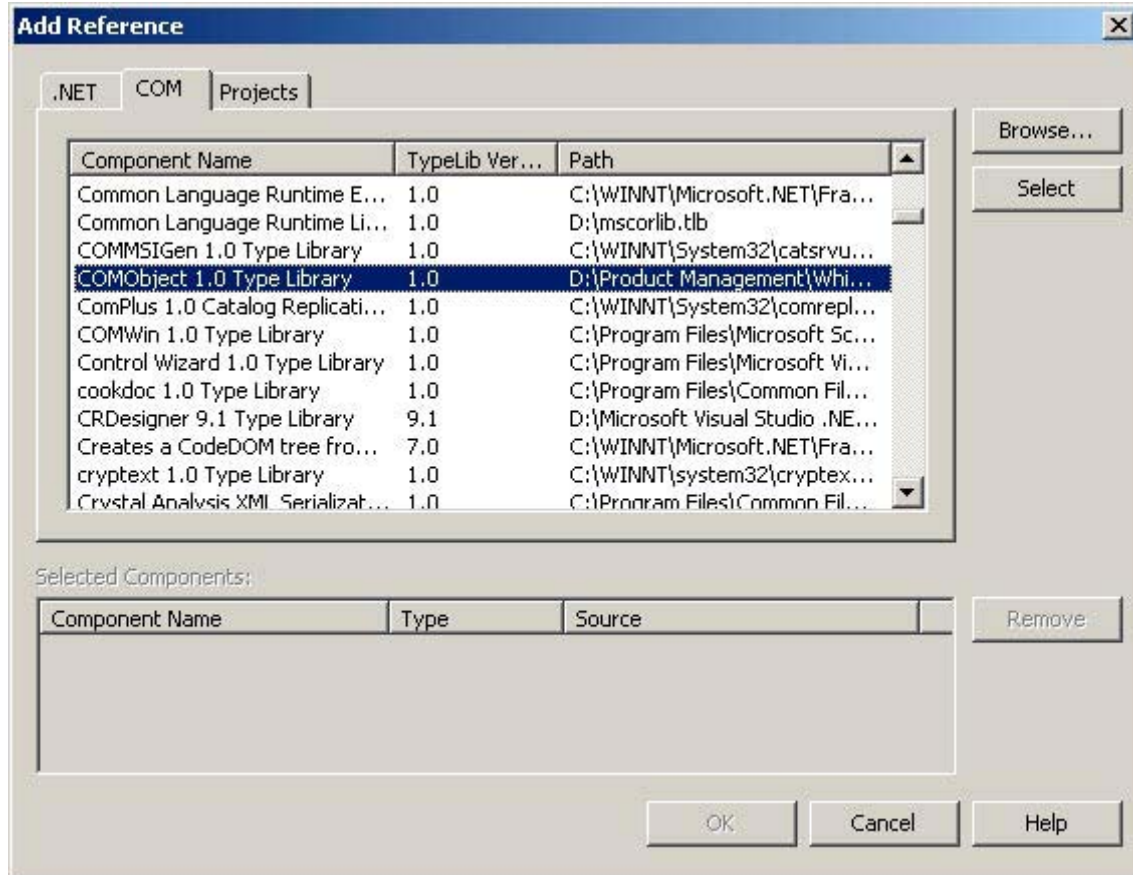 Add Reference
.NET COM Projects
Browse...
Select
Component Name TypeLib Ver... Path
Common Language Runtime E... 1.0 C:\WINNT\Microsoft.NET\Fra...
Common Language Runtime Li... 1.0 D:\mscorlib.tlb
COMMSIGen 1.0 Type Library 1.0 C:\WINNT\System32\catsrvu...
COMObject 1.0 Type Library 1.0 D:\Product Management\Whi...
ComPlus 1.0 Catalog Replicati... 1.0 C:\WINNT\System32\comrepl...
COMWin 1.0 Type Library 1.0 C:\Program Files\Microsoft Sc...
Control Wizard 1.0 Type Library 1.0 C:\Program Files\Microsoft Vi...
cookdoc 1.0 Type Library 1.0 C:\Program Files\Common Fil...
CRDesigner 9.1 Type Library 9.1 D:\Microsoft Visual Studio .NE...
Creates a CodeDOM tree fro... 7.0 C:\WINNT\Microsoft.NET\Fra...
cryptext 1.0 Type Library 1.0 C:\WINNT\system32\cryptex...
Crystal Analysis XML Serializat... 1.0 C:\Program Files\Common Fil...
Selected Components:
Component Name Type Source
Remove
OK Cancel Help